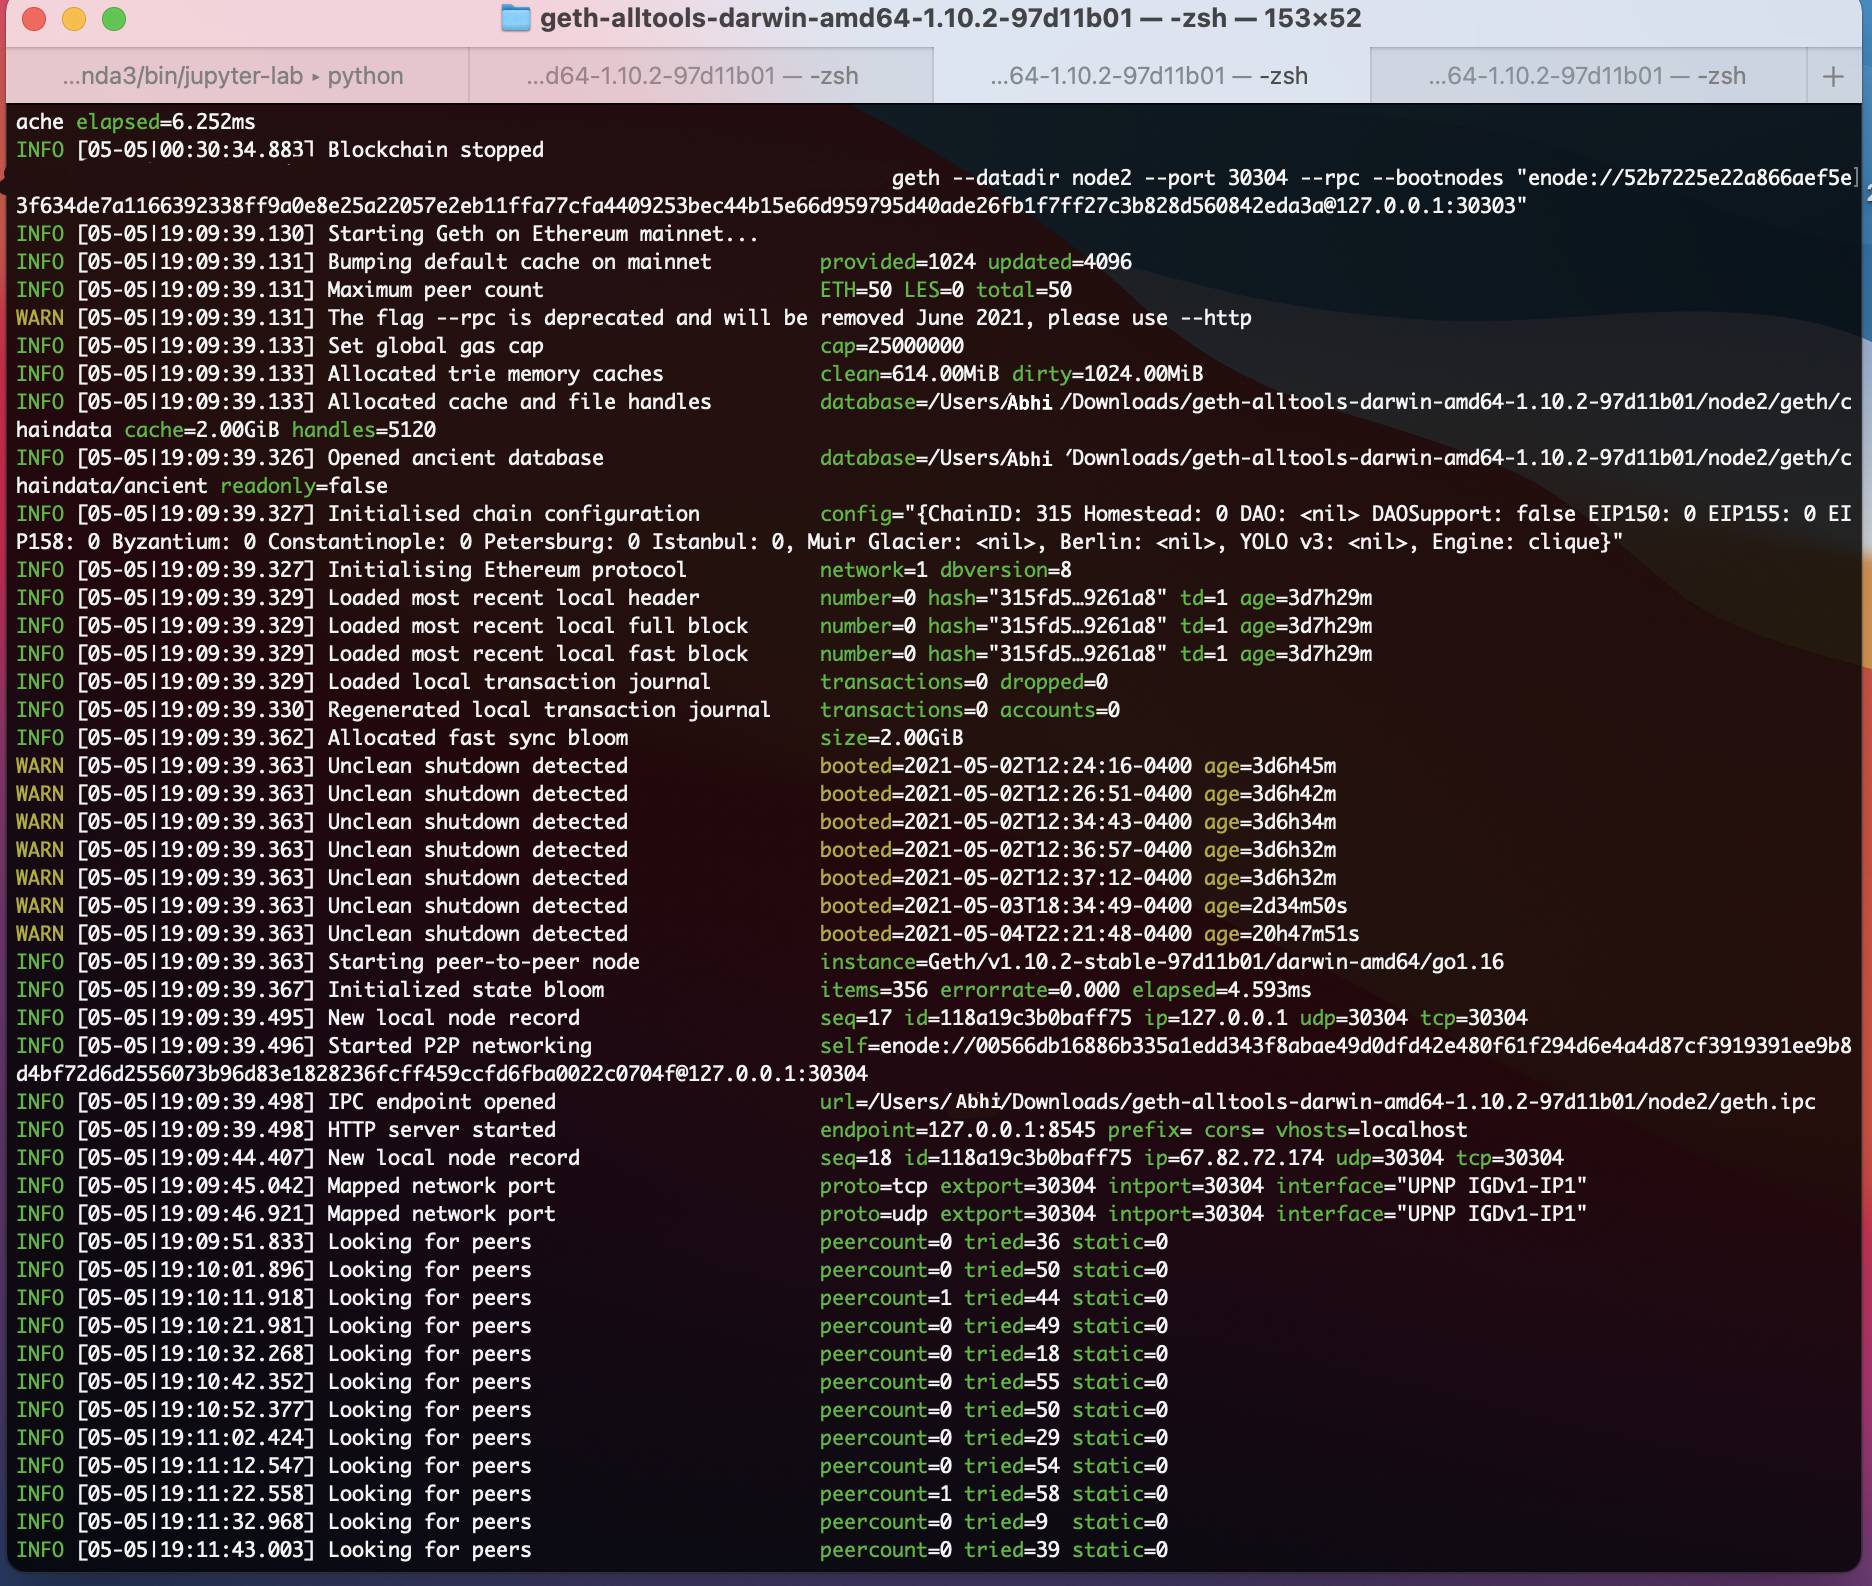 geth-alltools-darwin-amd64-1.10.2-97d11b01 — -zsh — 153×52
...nda3/bin/jupyter-lab ▸ python ...d64-1.10.2-97d11b01 — -zsh ...64-1.10.2-97d11b01 — -zsh ...64-1.10.2-97d11b01 — -zsh +
ache elapsed=6.252ms
INFO [05-05|00:30:34.883] Blockchain stopped
geth --datadir node2 --port 30304 --rpc --bootnodes "enode://52b7225e22a866aef5e]
3f634de7a1166392338ff9a0e8e25a22057e2eb11ffa77cfa4409253bec44b15e66d959795d40ade26fb1f7ff27c3b828d560842eda3a@127.0.0.1:30303"
INFO [05-05|19:09:39.130] Starting Geth on Ethereum mainnet...
INFO [05-05|19:09:39.131] Bumping default cache on mainnet provided=1024 updated=4096
INFO [05-05|19:09:39.131] Maximum peer count ETH=50 LES=0 total=50
WARN [05-05|19:09:39.131] The flag --rpc is deprecated and will be removed June 2021, please use --http
INFO [05-05|19:09:39.133] Set global gas cap cap=25000000
INFO [05-05|19:09:39.133] Allocated trie memory caches clean=614.00MiB dirty=1024.00MiB
INFO [05-05|19:09:39.133] Allocated cache and file handles database=/Users/Abhi /Downloads/geth-alltools-darwin-amd64-1.10.2-97d11b01/node2/geth/c
haindata cache=2.00GiB handles=5120
INFO [05-05|19:09:39.326] Opened ancient database database=/Users/Abhi /Downloads/geth-alltools-darwin-amd64-1.10.2-97d11b01/node2/geth/c
haindata/ancient readonly=false
INFO [05-05|19:09:39.327] Initialised chain configuration config="{ChainID: 315 Homestead: 0 DAO: <nil> DAOSupport: false EIP150: 0 EIP155: 0 EI
P158: 0 Byzantium: 0 Constantinople: 0 Petersburg: 0 Istanbul: 0, Muir Glacier: <nil>, Berlin: <nil>, YOLO v3: <nil>, Engine: clique}"
INFO [05-05|19:09:39.327] Initialising Ethereum protocol network=1 dbversion=8
INFO [05-05|19:09:39.329] Loaded most recent local header number=0 hash="315fd5…9261a8" td=1 age=3d7h29m
INFO [05-05|19:09:39.329] Loaded most recent local full block number=0 hash="315fd5…9261a8" td=1 age=3d7h29m
INFO [05-05|19:09:39.329] Loaded most recent local fast block number=0 hash="315fd5…9261a8" td=1 age=3d7h29m
INFO [05-05|19:09:39.329] Loaded local transaction journal transactions=0 dropped=0
INFO [05-05|19:09:39.330] Regenerated local transaction journal transactions=0 accounts=0
INFO [05-05|19:09:39.362] Allocated fast sync bloom size=2.00GiB
WARN [05-05|19:09:39.363] Unclean shutdown detected booted=2021-05-02T12:24:16-0400 age=3d6h45m
WARN [05-05|19:09:39.363] Unclean shutdown detected booted=2021-05-02T12:26:51-0400 age=3d6h42m
WARN [05-05|19:09:39.363] Unclean shutdown detected booted=2021-05-02T12:34:43-0400 age=3d6h34m
WARN [05-05|19:09:39.363] Unclean shutdown detected booted=2021-05-02T12:36:57-0400 age=3d6h32m
WARN [05-05|19:09:39.363] Unclean shutdown detected booted=2021-05-02T12:37:12-0400 age=3d6h32m
WARN [05-05|19:09:39.363] Unclean shutdown detected booted=2021-05-03T18:34:49-0400 age=2d34m50s
WARN [05-05|19:09:39.363] Unclean shutdown detected booted=2021-05-04T22:21:48-0400 age=20h47m51s
INFO [05-05|19:09:39.363] Starting peer-to-peer node instance=Geth/v1.10.2-stable-97d11b01/darwin-amd64/go1.16
INFO [05-05|19:09:39.367] Initialized state bloom items=356 errorrate=0.000 elapsed=4.593ms
INFO [05-05|19:09:39.495] New local node record seq=17 id=118a19c3b0baff75 ip=127.0.0.1 udp=30304 tcp=30304
INFO [05-05|19:09:39.496] Started P2P networking self=enode://00566db16886b335a1edd343f8abae49d0dfd42e480f61f294d6e4a4d87cf3919391ee9b8
d4bf72d6d2556073b96d83e1828236fcff459ccfd6fba0022c0704f@127.0.0.1:30304
INFO [05-05|19:09:39.498] IPC endpoint opened url=/Users/ Abhi/Downloads/geth-alltools-darwin-amd64-1.10.2-97d11b01/node2/geth.ipc
INFO [05-05|19:09:39.498] HTTP server started endpoint=127.0.0.1:8545 prefix= cors= vhosts=localhost
INFO [05-05|19:09:44.407] New local node record seq=18 id=118a19c3b0baff75 ip=67.82.72.174 udp=30304 tcp=30304
INFO [05-05|19:09:45.042] Mapped network port proto=tcp extport=30304 intport=30304 interface="UPNP IGDv1-IP1"
INFO [05-05|19:09:46.921] Mapped network port proto=udp extport=30304 intport=30304 interface="UPNP IGDv1-IP1"
INFO [05-05|19:09:51.833] Looking for peers peercount=0 tried=36 static=0
INFO [05-05|19:10:01.896] Looking for peers peercount=0 tried=50 static=0
INFO [05-05|19:10:11.918] Looking for peers peercount=1 tried=44 static=0
INFO [05-05|19:10:21.981] Looking for peers peercount=0 tried=49 static=0
INFO [05-05|19:10:32.268] Looking for peers peercount=0 tried=18 static=0
INFO [05-05|19:10:42.352] Looking for peers peercount=0 tried=55 static=0
INFO [05-05|19:10:52.377] Looking for peers peercount=0 tried=50 static=0
INFO [05-05|19:11:02.424] Looking for peers peercount=0 tried=29 static=0
INFO [05-05|19:11:12.547] Looking for peers peercount=0 tried=54 static=0
INFO [05-05|19:11:22.558] Looking for peers peercount=1 tried=58 static=0
INFO [05-05|19:11:32.968] Looking for peers peercount=0 tried=9 static=0
INFO [05-05|19:11:43.003] Looking for peers peercount=0 tried=39 static=0